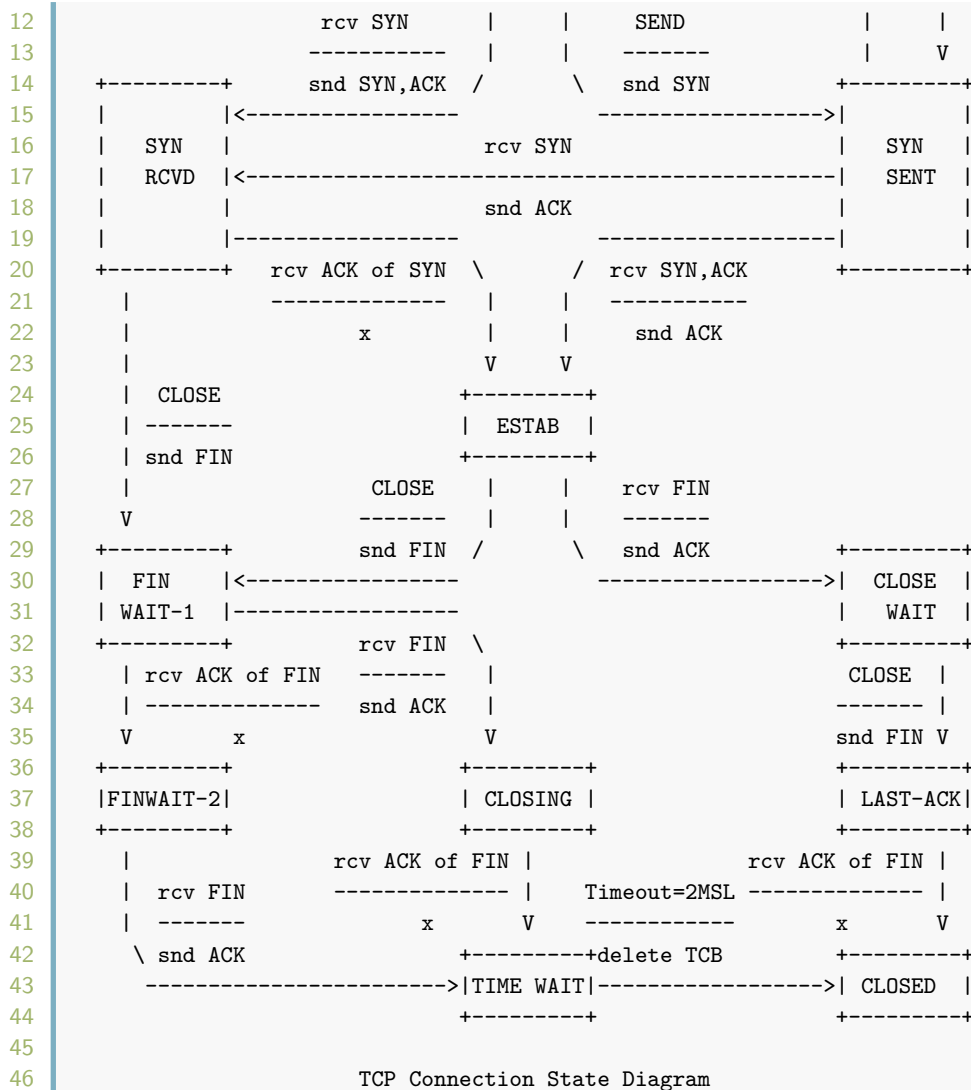 12                  rcv SYN      |     |    SEND              |    |
13                -----------   |     |   -------            |    V
14 +---------+      snd SYN,ACK  /       \   snd SYN          +---------+
15 |         |<-----------------           ------------------>|         |
16 |   SYN   |                    rcv SYN                     |   SYN   |
17 |   RCVD  |<-----------------------------------------------|   SENT  |
18 |         |                    snd ACK                     |         |
19 |         |------------------           -------------------|         |
20 +---------+   rcv ACK of SYN  \       /  rcv SYN,ACK       +---------+
21   |           --------------   |     |   -----------
22   |                  x         |     |     snd ACK
23   |                            V     V
24   |  CLOSE                   +---------+
25   | -------                  |  ESTAB  |
26   | snd FIN                  +---------+
27   |                   CLOSE    |     |    rcv FIN
28   V                  -------   |     |    -------
29 +---------+          snd FIN  /       \   snd ACK          +---------+
30 |  FIN    |<-----------------           ------------------>|  CLOSE  |
31 | WAIT-1  |------------------                              |   WAIT  |
32 +---------+          rcv FIN  \                            +---------+
33   | rcv ACK of FIN   -------   |                            CLOSE  |
34   | --------------   snd ACK   |                           ------- |
35   V        x                   V                           snd FIN V
36 +---------+                  +---------+                   +---------+
37 |FINWAIT-2|                  | CLOSING |                   | LAST-ACK|
38 +---------+                  +---------+                   +---------+
39   |                rcv ACK of FIN |                 rcv ACK of FIN |
40   |  rcv FIN       -------------- |    Timeout=2MSL -------------- |
41   |  -------              x       V    ------------        x       V
42    \ snd ACK                 +---------+delete TCB         +---------+
43     ------------------------>|TIME WAIT|------------------>| CLOSED  |
44                              +---------+                   +---------+
45
46                      TCP Connection State Diagram